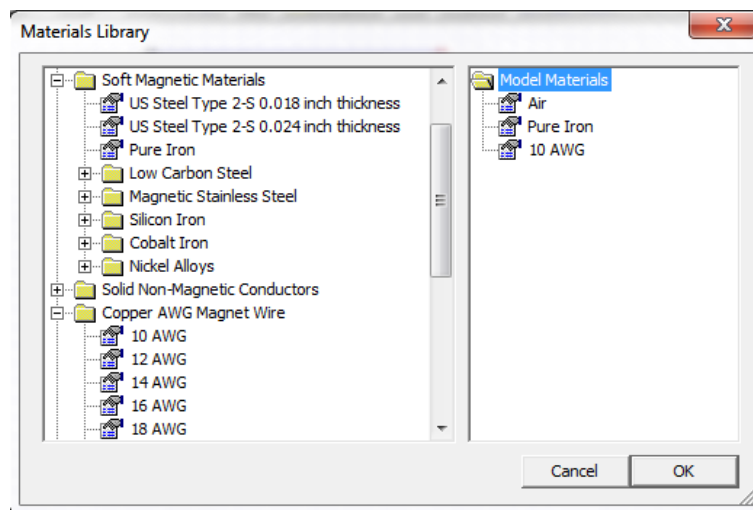 Materials Library
Soft Magnetic Materials
US Steel Type 2-S 0.018 inch thickness
US Steel Type 2-S 0.024 inch thickness
Pure Iron
Low Carbon Steel
Magnetic Stainless Steel
Silicon Iron
Cobalt Iron
Nickel Alloys
Solid Non-Magnetic Conductors
Copper AWG Magnet Wire
10 AWG
12 AWG
14 AWG
16 AWG
18 AWG
Model Materials
Air
Pure Iron
10 AWG
Cancel
OK